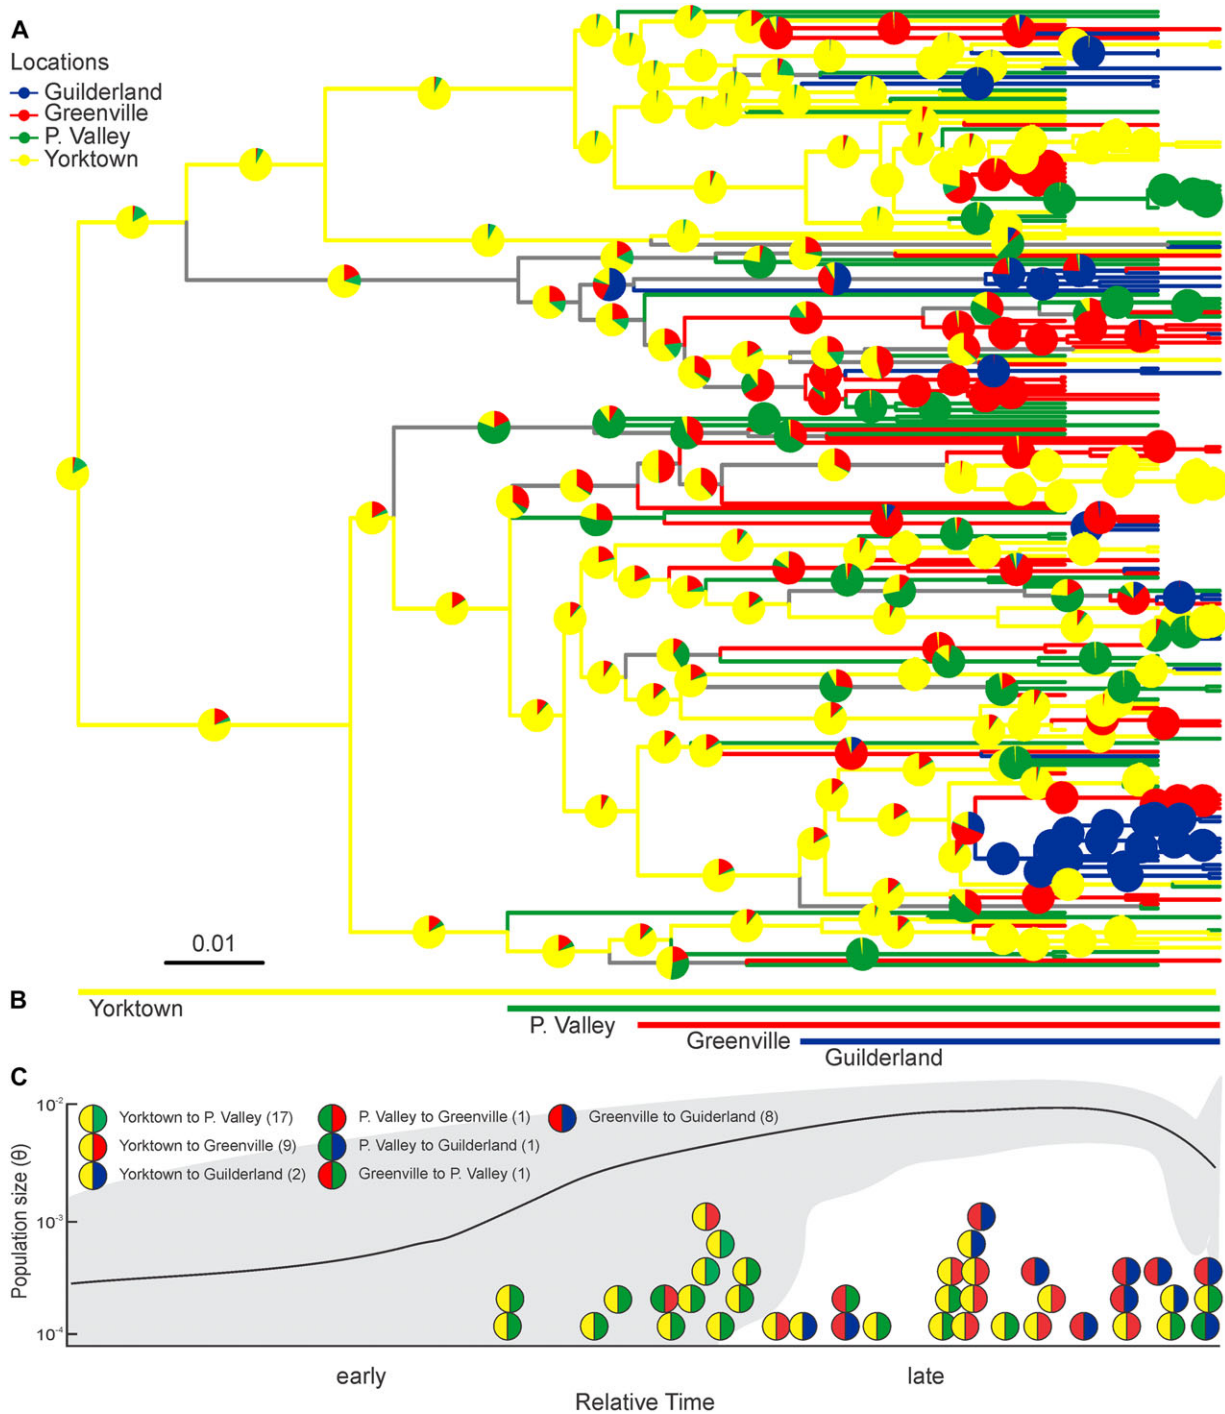 A
Locations
Guilderland
Greenville
P. Valley
Yorktown
0.01
B
Yorktown
P. Valley
Greenville
Guilderland
C
Population size (θ)
10-2
10-3
10-4
Yorktown to P. Valley (17)
Yorktown to Greenville (9)
Yorktown to Guilderland (2)
P. Valley to Greenville (1)
P. Valley to Guilderland (1)
Greenville to P. Valley (1)
Greenville to Guiderland (8)
early
late
Relative Time